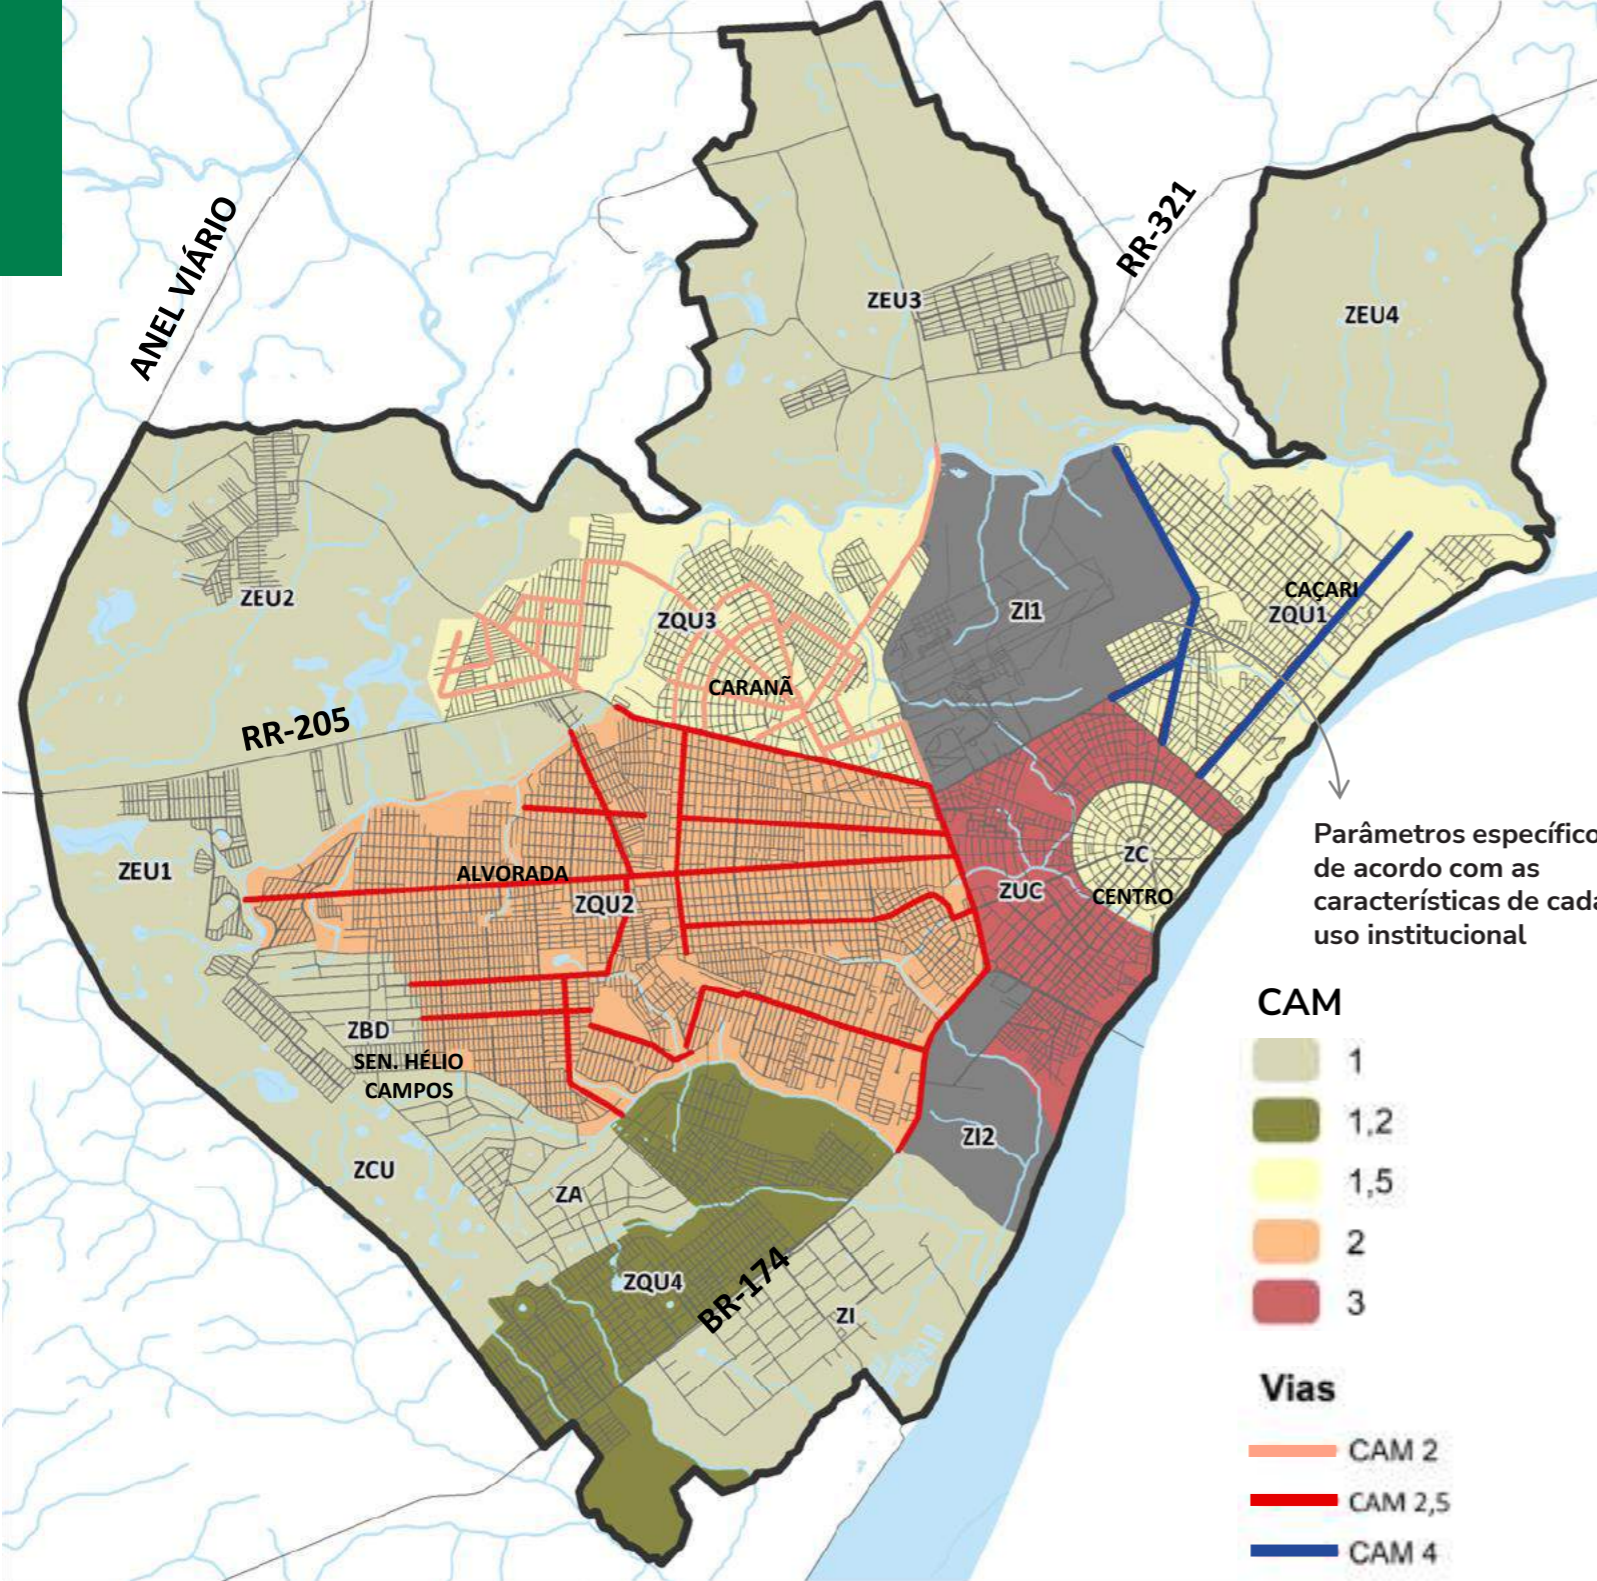 ANEL VIÁRIO
RR-321
ZEU3
ZEU4
ZEU2
ZQU3
ZI1
CAÇARI
ZQU1
CARANÃ
RR-205
ZEU1
ALVORADA
ZQU2
ZUC
ZC
CENTRO
Parâmetros específico
de acordo com as
características de cada
uso institucional
ZBD
SEN. HÉLIO
CAMPOS
ZCU
ZA
ZI2
ZQU4
BR-174
ZI
CAM
1
1,2
1,5
2
3
Vias
CAM 2
CAM 2,5
CAM 4